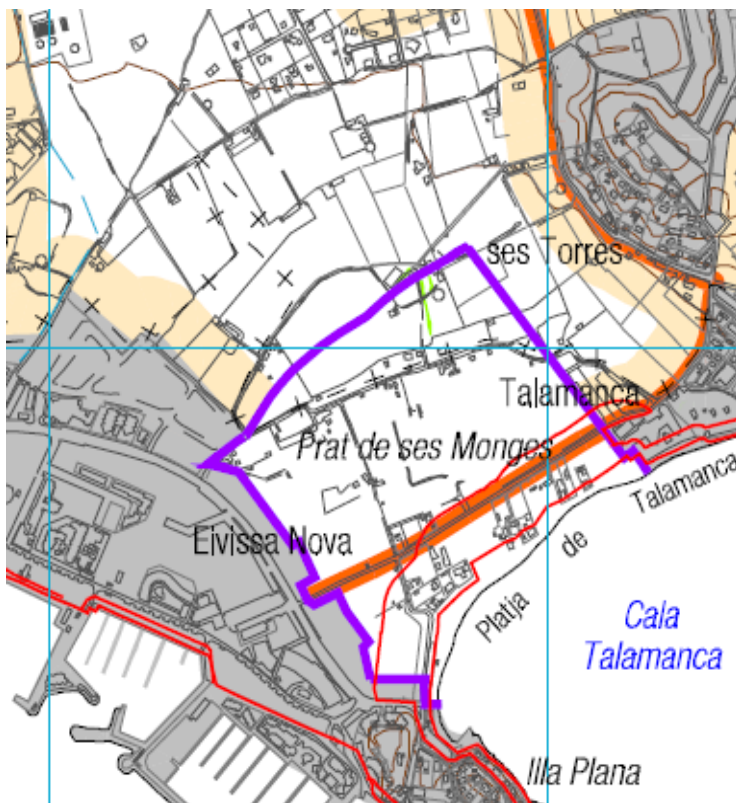 ses Torres
Talamanca
Prat de ses Monges
Talamanca
Eivissa Nova
de
Platja
Cala
Talamanca
Illa Plana